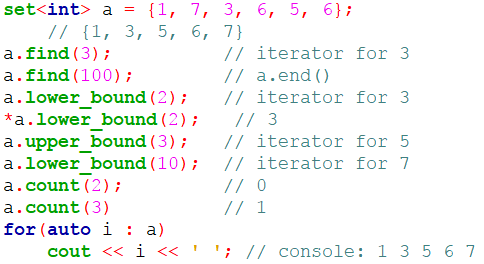 set<int> a = {1, 7, 3, 6, 5, 6};
// {1, 3, 5, 6, 7}
a.find(3); // iterator for 3
a.find(100); // a.end()
a.lower_bound(2); // iterator for 3
*a.lower_bound(2); // 3
a.upper_bound(3); // iterator for 5
a.lower_bound(10); // iterator for 7
a.count(2); // 0
a.count(3) // 1
for(auto i : a)
cout << i << ' '; // console: 1 3 5 6 7